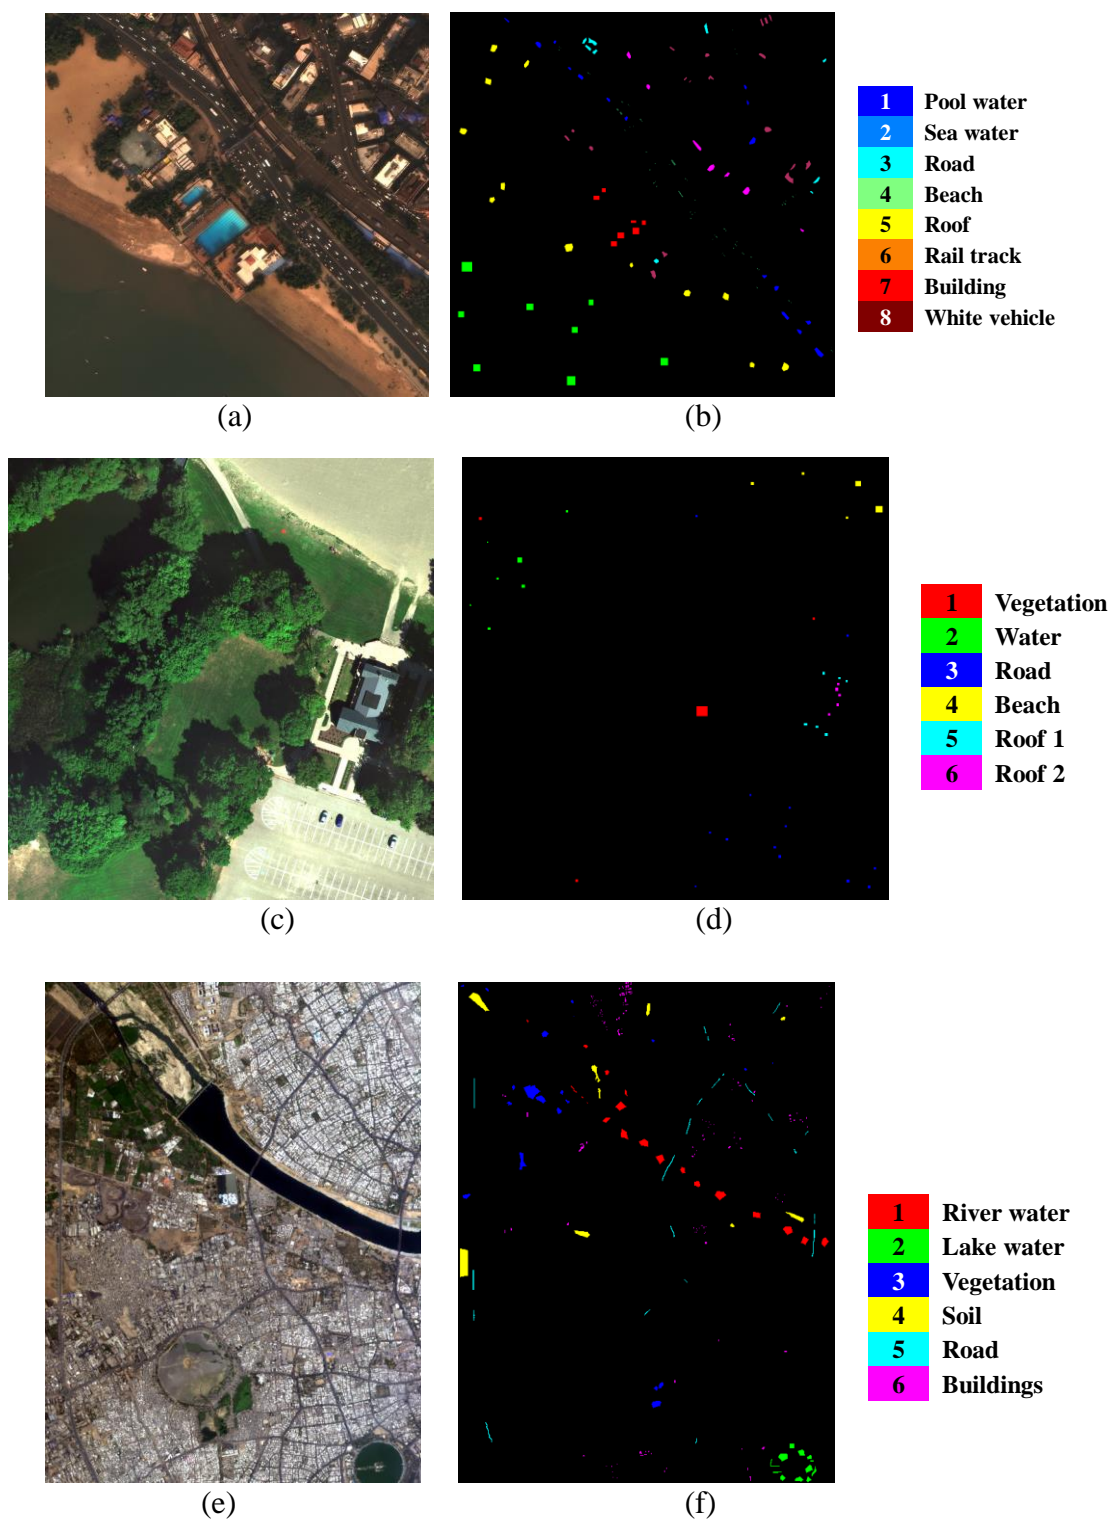 1 Pool water
2 Sea water
3 Road
4 Beach
5 Roof
6 Rail track
7 Building
8 White vehicle
(a) (b)
1 Vegetation
2 Water
3 Road
4 Beach
5 Roof 1
6 Roof 2
(c) (d)
1 River water
2 Lake water
3 Vegetation
4 Soil
5 Road
6 Buildings
(e) (f)